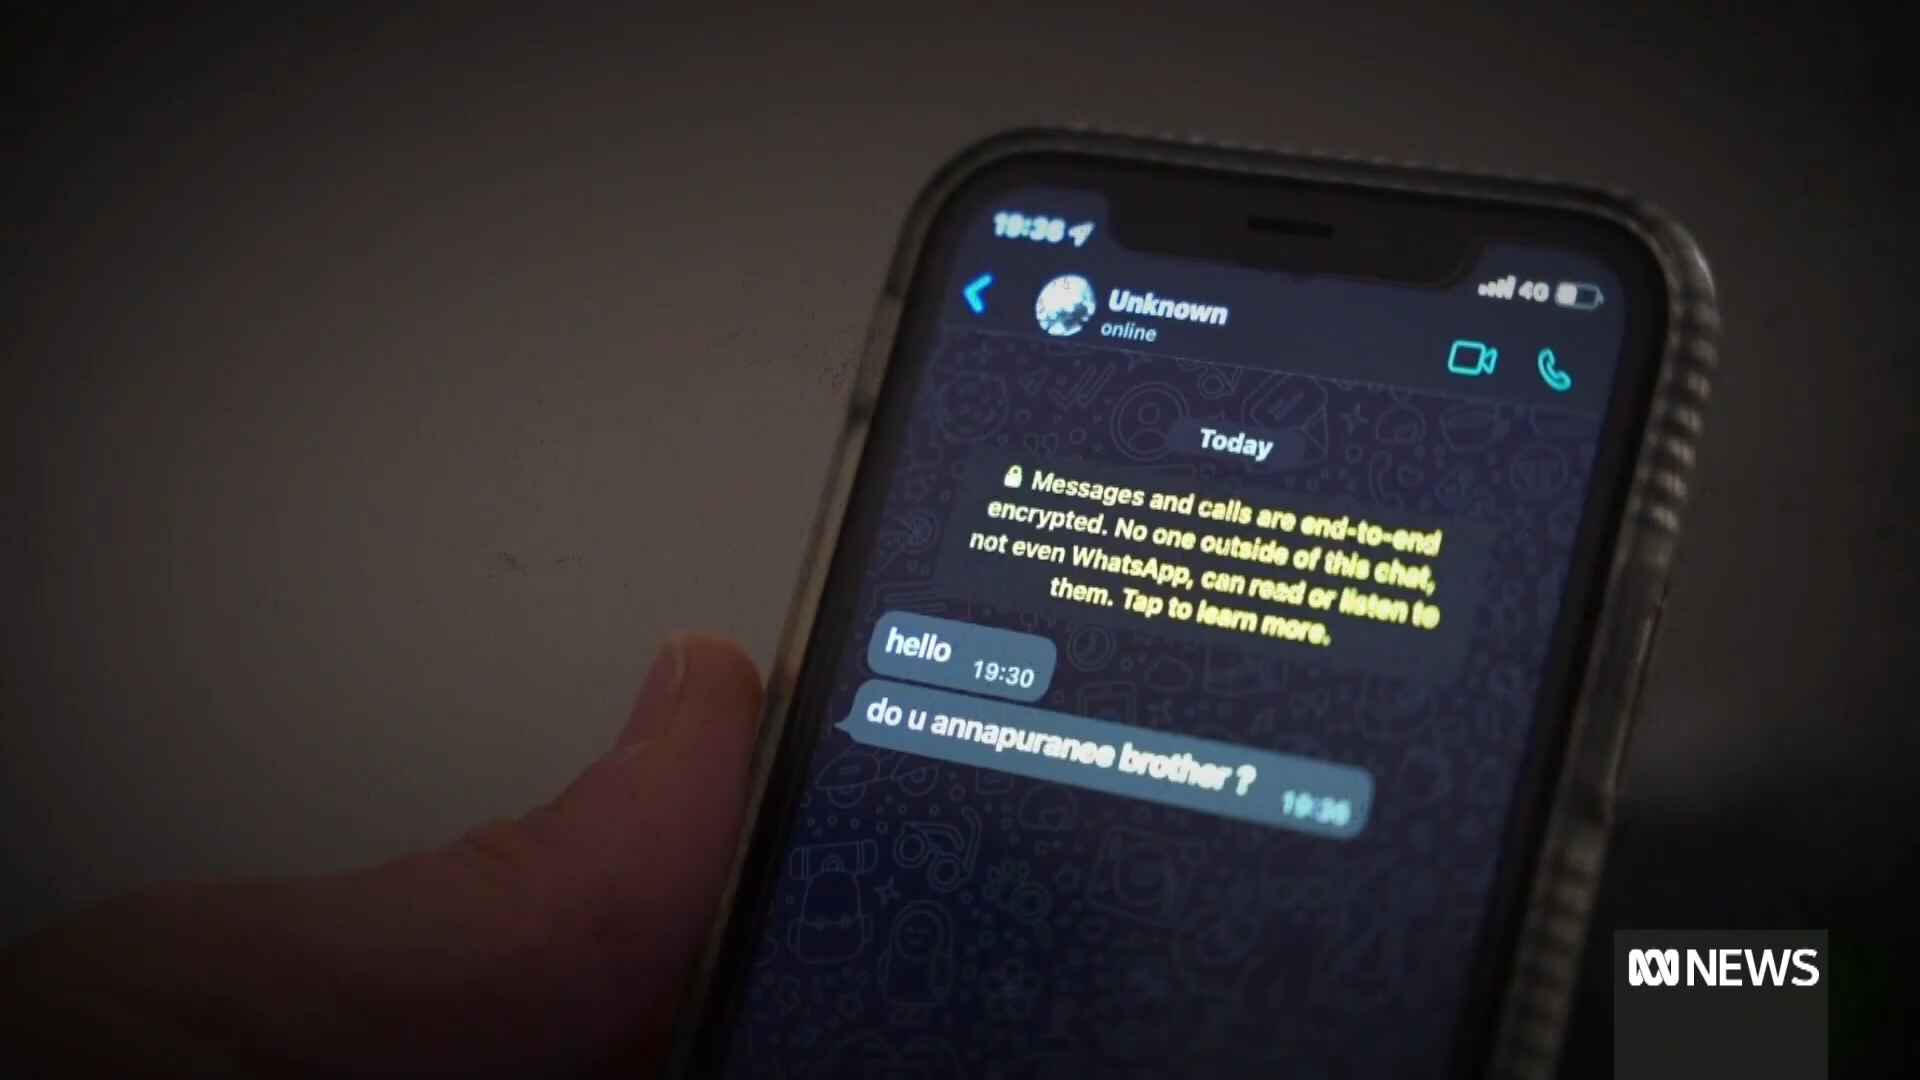 19:36
4G
Unknown
online
Today
Messages and calls are end-to-end
encrypted. No one outside of this chat,
not even WhatsApp, can read or listen to
them. Tap to learn more.
hello
19:30
do u annapuranee brother ?
19:36
NEWS